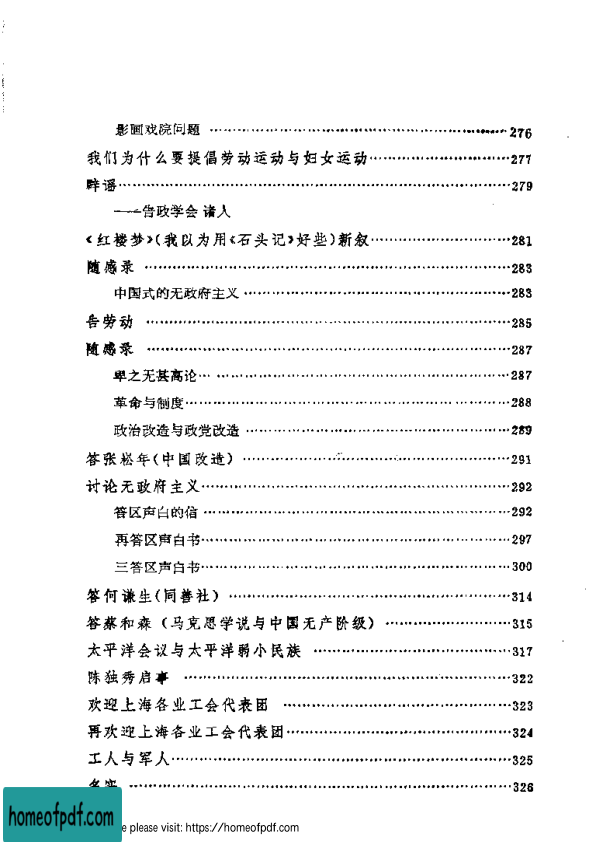 影画戏院问题 …… 276
我们为什么要提倡劳动运动与妇女运动 …… 277
辟谣 …… 279
——告政学会诸人
《红楼梦》(我以为用《石头记》好些)新叙 …… 281
随感录 …… 283
中国式的无政府主义 …… 283
告劳动 …… 285
随感录 …… 287
卑之无甚高论 …… 287
革命与制度 …… 288
政治改造与政党改造 …… 289
答张崧年(中国改造) …… 291
讨论无政府主义 …… 292
答区声白的信 …… 292
再答区声白书 …… 297
三答区声白书 …… 300
答何谦生(同善社) …… 314
答蔡和森(马克思学说与中国无产阶级) …… 315
太平洋会议与太平洋弱小民族 …… 317
陈独秀启事 …… 322
欢迎上海各业工会代表团 …… 323
再欢迎上海各业工会代表团 …… 324
工人与军人 …… 325
…… 326
homeofpdf.com
e please visit: https://homeofpdf.com